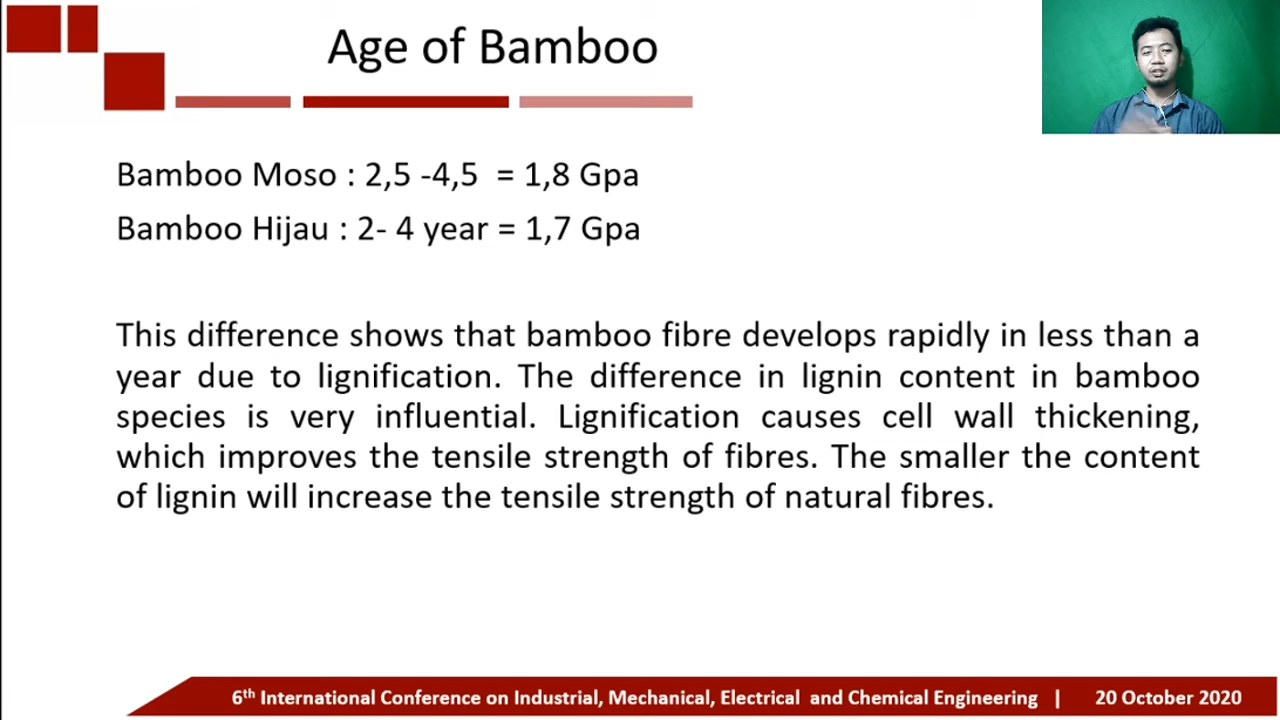 Age of Bamboo
Bamboo Moso : 2,5 -4,5 = 1,8 Gpa
Bamboo Hijau : 2- 4 year = 1,7 Gpa
This difference shows that bamboo fibre develops rapidly in less than a
year due to lignification. The difference in lignin content in bamboo
species is very influential. Lignification causes cell wall thickening,
which improves the tensile strength of fibres. The smaller the content
of lignin will increase the tensile strength of natural fibres.
6th International Conference on Industrial, Mechanical, Electrical and Chemical Engineering | 20 October 2020